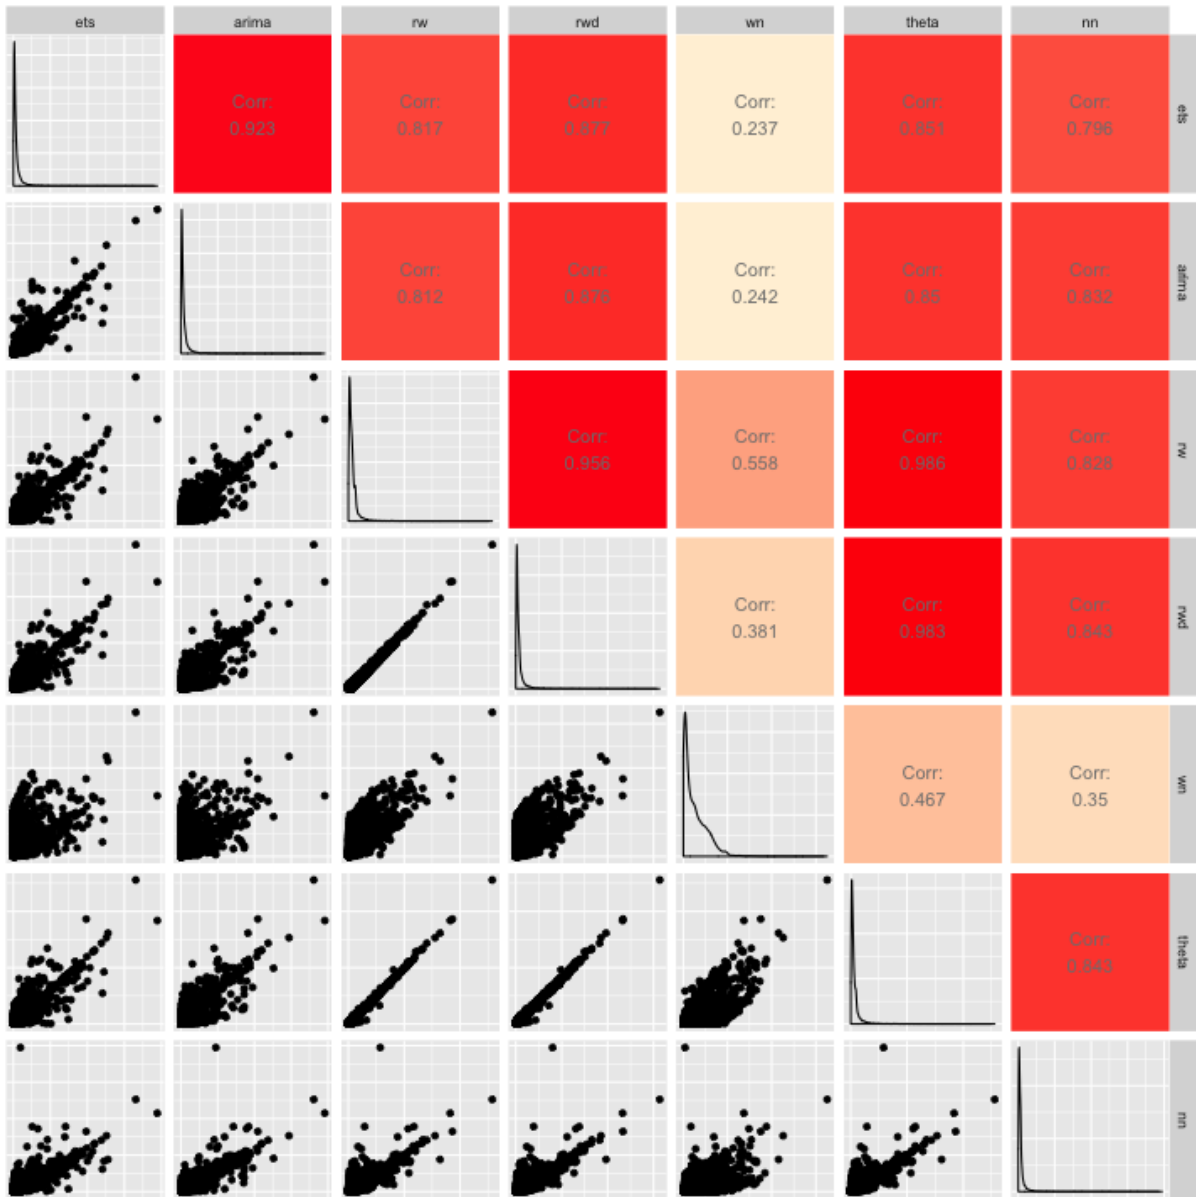 ets arima rw rwd wn theta nn
Corr: Corr: Corr: Corr: Corr: Corr:
0.923 0.817 0.877 0.237 0.851 0.796
ets
Corr: Corr: Corr: Corr: Corr:
0.812 0.876 0.242 0.85 0.832
arima
Corr: Corr: Corr: Corr:
0.956 0.558 0.986 0.828
rw
Corr: Corr: Corr:
0.381 0.983 0.843
rwd
Corr: Corr:
0.467 0.35
wn
Corr:
0.843
theta
nn